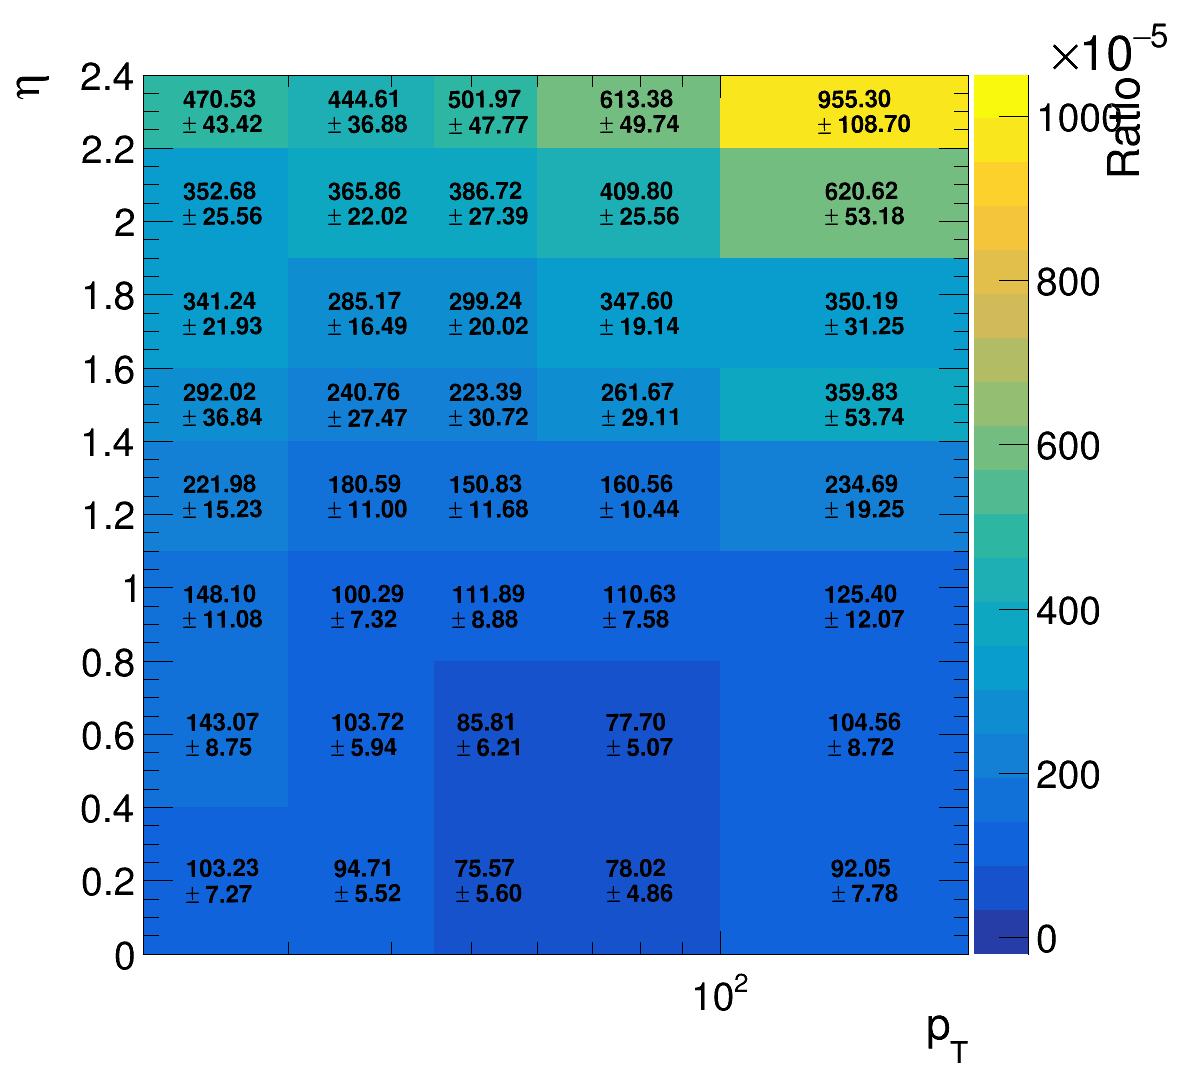 ×10⁻⁵
η
2.4
470.53 444.61 501.97 613.38 955.30
± 43.42 ± 36.88 ± 47.77 ± 49.74 ± 108.70
1000
Ratio
2.2
352.68 365.86 386.72 409.80 620.62
± 25.56 ± 22.02 ± 27.39 ± 25.56 ± 53.18
2
800
1.8
341.24 285.17 299.24 347.60 350.19
± 21.93 ± 16.49 ± 20.02 ± 19.14 ± 31.25
1.6
292.02 240.76 223.39 261.67 359.83
± 36.84 ± 27.47 ± 30.72 ± 29.11 ± 53.74
1.4
600
221.98 180.59 150.83 160.56 234.69
± 15.23 ± 11.00 ± 11.68 ± 10.44 ± 19.25
1.2
1
148.10 100.29 111.89 110.63 125.40
± 11.08 ± 7.32 ± 8.88 ± 7.58 ± 12.07
400
0.8
143.07 103.72 85.81 77.70 104.56
± 8.75 ± 5.94 ± 6.21 ± 5.07 ± 8.72
0.6
200
0.4
103.23 94.71 75.57 78.02 92.05
± 7.27 ± 5.52 ± 5.60 ± 4.86 ± 7.78
0.2
0
0
10²
p_T